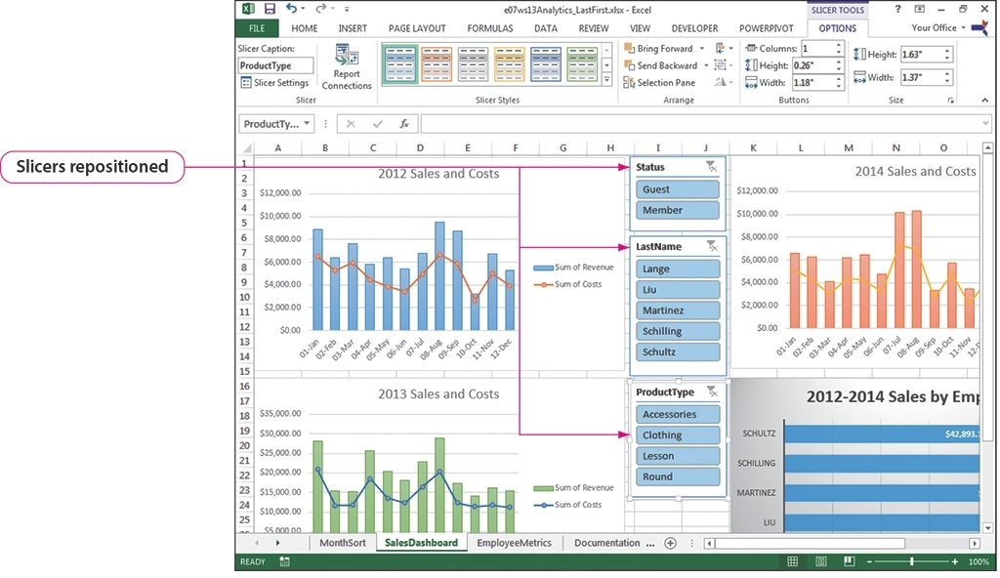 e07ws13Analytics_LastFirst.xlsx - Excel
SLICER TOOLS
FILE HOME INSERT PAGE LAYOUT FORMULAS DATA REVIEW VIEW DEVELOPER POWERPIVOT OPTIONS Your Office
Slicer Caption:
ProductType
Slicer Settings
Report
Connections
Bring Forward
Send Backward
Selection Pane
Columns: 1
Height: 0.26"
Width: 1.18"
Height: 1.63"
Width: 1.37"
Slicer Slicer Styles Arrange Buttons Size
ProductTy... fx
A B C D E F G H I J K L M N O
Slicers repositioned
1
2
3
4
5
6
7
8
9
10
11
12
13
14
15
16
17
18
19
20
21
22
23
24
25
2012 Sales and Costs
$12,000.00
$10,000.00
$8,000.00
$6,000.00
$4,000.00
$2,000.00
$0.00
01-Jan 02-Feb 03-Mar 04-Apr 05-May 06-Jun 07-Jul 08-Aug 09-Sep 10-Oct 11-Nov 12-Dec
Sum of Revenue
Sum of Costs
Status
Guest
Member
LastName
Lange
Liu
Martinez
Schilling
Schultz
ProductType
Accessories
Clothing
Lesson
Round
2014 Sales and Costs
$12,000.00
$10,000.00
$8,000.00
$6,000.00
$4,000.00
$2,000.00
$0.00
01-Jan 02-Feb 03-Mar 04-Apr 05-May 06-Jun 07-Jul 08-Aug 09-Sep 10-Oct 11-Nov 12-D
2013 Sales and Costs
$35,000.00
$30,000.00
$25,000.00
$20,000.00
$15,000.00
$10,000.00
$5,000.00
Sum of Revenue
Sum of Costs
2012-2014 Sales by Emp
SCHULTZ
$42,893.
SCHILLING
MARTINEZ
LIU
MonthSort SalesDashboard EmployeeMetrics Documentation ...
READY 100%